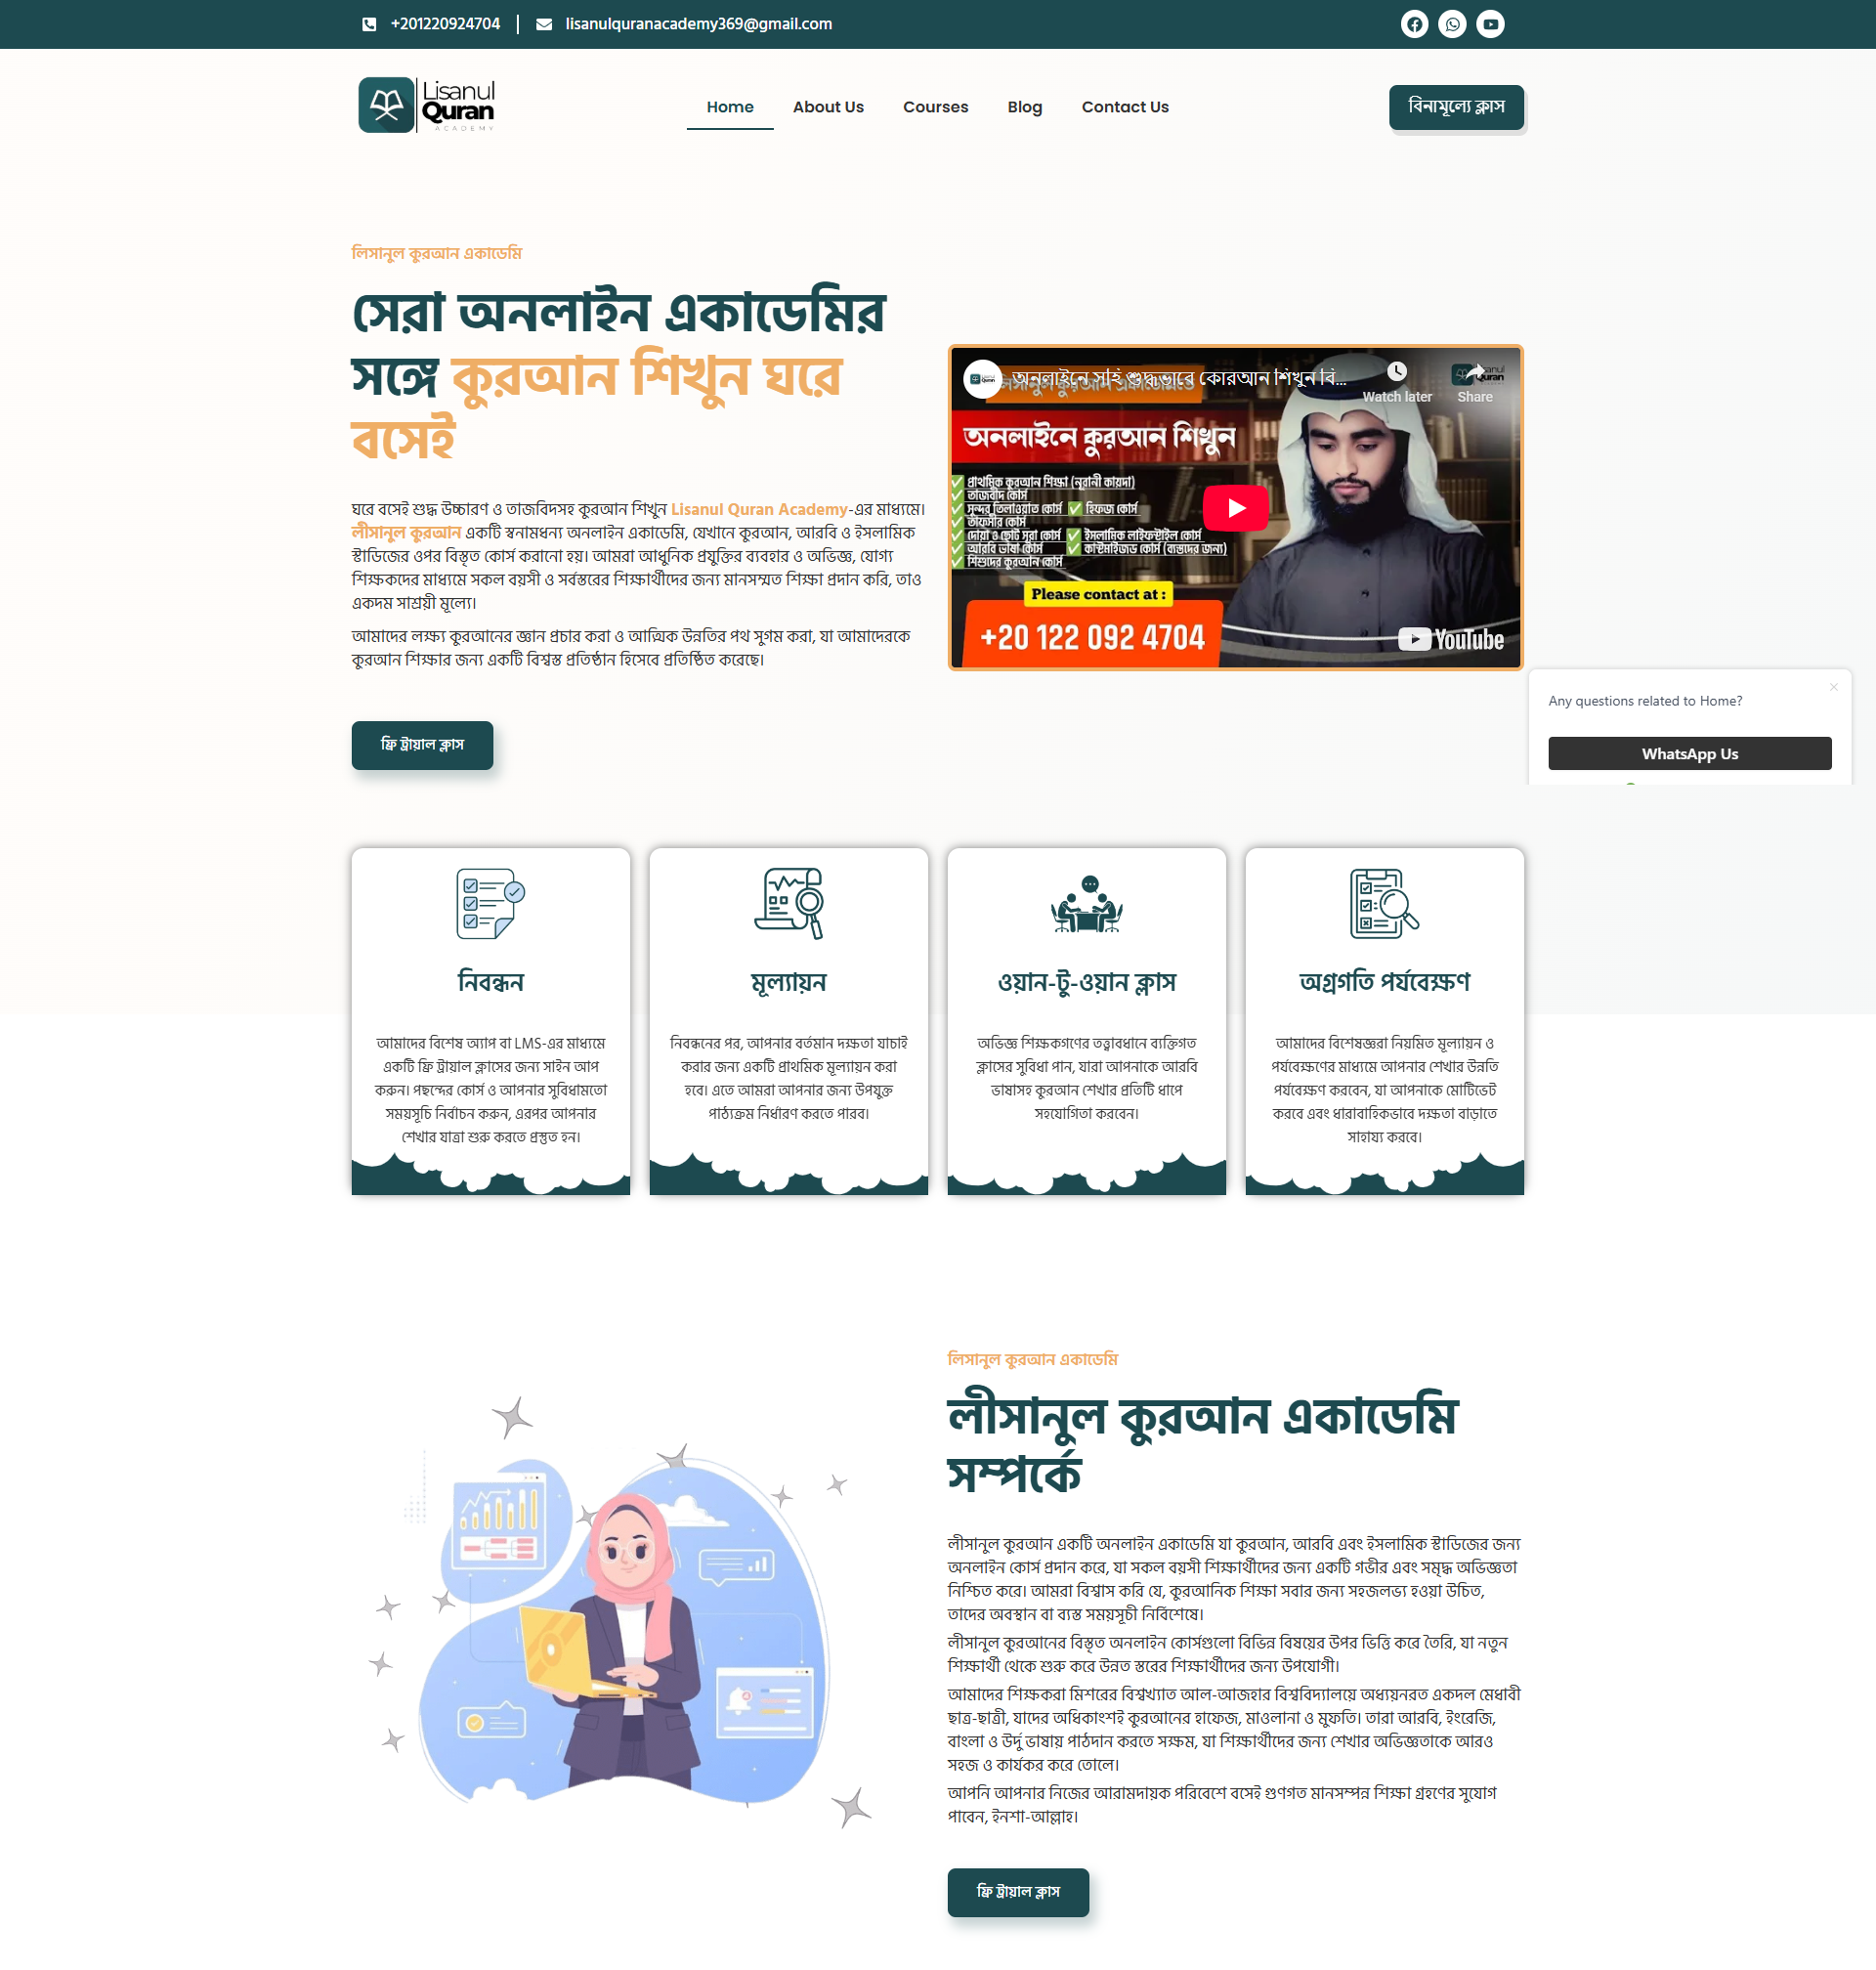 +201220924704
lisanulquranacademy369@gmail.com
Lisanul
Quran
ACADEMY
Home
About Us
Courses
Blog
Contact Us
বিনামূল্যে ক্লাস
লিসানুল কুরআন একাডেমি
সেরা অনলাইন একাডেমির
সঙ্গে কুরআন শিখুন ঘরে
বসেই
ঘরে বসেই শুদ্ধ উচ্চারণ ও তাজবিদসহ কুরআন শিখুন Lisanul Quran Academy-এর মাধ্যমে।
লীসানুল কুরআন একটি স্বনামধন্য অনলাইন একাডেমি, যেখানে কুরআন, আরবি ও ইসলামিক
স্টাডিজের ওপর বিস্তৃত কোর্স করানো হয়। আমরা আধুনিক প্রযুক্তির ব্যবহার ও অভিজ্ঞ, যোগ্য
শিক্ষকদের মাধ্যমে সকল বয়সী ও সর্বস্তরের শিক্ষার্থীদের জন্য মানসম্মত শিক্ষা প্রদান করি, তাও
একদম সাশ্রয়ী মূল্যে।
আমাদের লক্ষ্য কুরআনের জ্ঞান প্রচার করা ও আত্মিক উন্নতির পথ সুগম করা, যা আমাদেরকে
কুরআন শিক্ষার জন্য একটি বিশ্বস্ত প্রতিষ্ঠান হিসেবে প্রতিষ্ঠিত করেছে।
ফ্রি ট্রায়াল ক্লাস
অনলাইনে সহি শুদ্ধভাবে কোরআন শিখুন বি...
Watch later
Share
লিসানুল কুরআন একাডেমিতে
অনলাইনে কুরআন শিখুন
প্রাথমিক কুরআন শিক্ষা (নূরানী কায়দা)
তাজবীদ কোর্স
সুন্দর তিলাওয়াত কোর্স ✅ হিফজ কোর্স
তাফসীর কোর্স
দোয়া ও ছোট সূরা কোর্স ✅ ইসলামিক লাইফস্টাইল কোর্স
আরবি ভাষা কোর্স ✅ কাস্টমাইজড কোর্স (ব্যস্তদের জন্য)
শিশুদের কুরআন কোর্স
Please contact at :
+20 122 092 4704
YouTube
Any questions related to Home?
WhatsApp Us
নিবন্ধন
আমাদের বিশেষ অ্যাপ বা LMS-এর মাধ্যমে
একটি ফ্রি ট্রায়াল ক্লাসের জন্য সাইন আপ
করুন। পছন্দের কোর্স ও আপনার সুবিধামতো
সময়সূচি নির্বাচন করুন, এরপর আপনার
শেখার যাত্রা শুরু করতে প্রস্তুত হন।
মূল্যায়ন
নিবন্ধনের পর, আপনার বর্তমান দক্ষতা যাচাই
করার জন্য একটি প্রাথমিক মূল্যায়ন করা
হবে। এতে আমরা আপনার জন্য উপযুক্ত
পাঠ্যক্রম নির্ধারণ করতে পারব।
ওয়ান-টু-ওয়ান ক্লাস
অভিজ্ঞ শিক্ষকগণের তত্ত্বাবধানে ব্যক্তিগত
ক্লাসের সুবিধা পান, যারা আপনাকে আরবি
ভাষাসহ কুরআন শেখার প্রতিটি ধাপে
সহযোগিতা করবেন।
অগ্রগতি পর্যবেক্ষণ
আমাদের বিশেষজ্ঞরা নিয়মিত মূল্যায়ন ও
পর্যবেক্ষণের মাধ্যমে আপনার শেখার উন্নতি
পর্যবেক্ষণ করবেন, যা আপনাকে মোটিভেট
করবে এবং ধারাবাহিকভাবে দক্ষতা বাড়াতে
সাহায্য করবে।
লিসানুল কুরআন একাডেমি
লীসানুল কুরআন একাডেমি
সম্পর্কে
লীসানুল কুরআন একটি অনলাইন একাডেমি যা কুরআন, আরবি এবং ইসলামিক স্টাডিজের জন্য
অনলাইন কোর্স প্রদান করে, যা সকল বয়সী শিক্ষার্থীদের জন্য একটি গভীর এবং সমৃদ্ধ অভিজ্ঞতা
নিশ্চিত করে। আমরা বিশ্বাস করি যে, কুরআনিক শিক্ষা সবার জন্য সহজলভ্য হওয়া উচিত,
তাদের অবস্থান বা ব্যস্ত সময়সূচী নির্বিশেষে।
লীসানুল কুরআনের বিস্তৃত অনলাইন কোর্সগুলো বিভিন্ন বিষয়ের উপর ভিত্তি করে তৈরি, যা নতুন
শিক্ষার্থী থেকে শুরু করে উন্নত স্তরের শিক্ষার্থীদের জন্য উপযোগী।
আমাদের শিক্ষকরা মিশরের বিশ্বখ্যাত আল-আজহার বিশ্ববিদ্যালয়ে অধ্যয়নরত একদল মেধাবী
ছাত্র-ছাত্রী, যাদের অধিকাংশই কুরআনের হাফেজ, মাওলানা ও মুফতি। তারা আরবি, ইংরেজি,
বাংলা ও উর্দু ভাষায় পাঠদান করতে সক্ষম, যা শিক্ষার্থীদের জন্য শেখার অভিজ্ঞতাকে আরও
সহজ ও কার্যকর করে তোলে।
আপনি আপনার নিজের আরামদায়ক পরিবেশে বসেই গুণগত মানসম্পন্ন শিক্ষা গ্রহণের সুযোগ
পাবেন, ইনশা-আল্লাহ।
ফ্রি ট্রায়াল ক্লাস